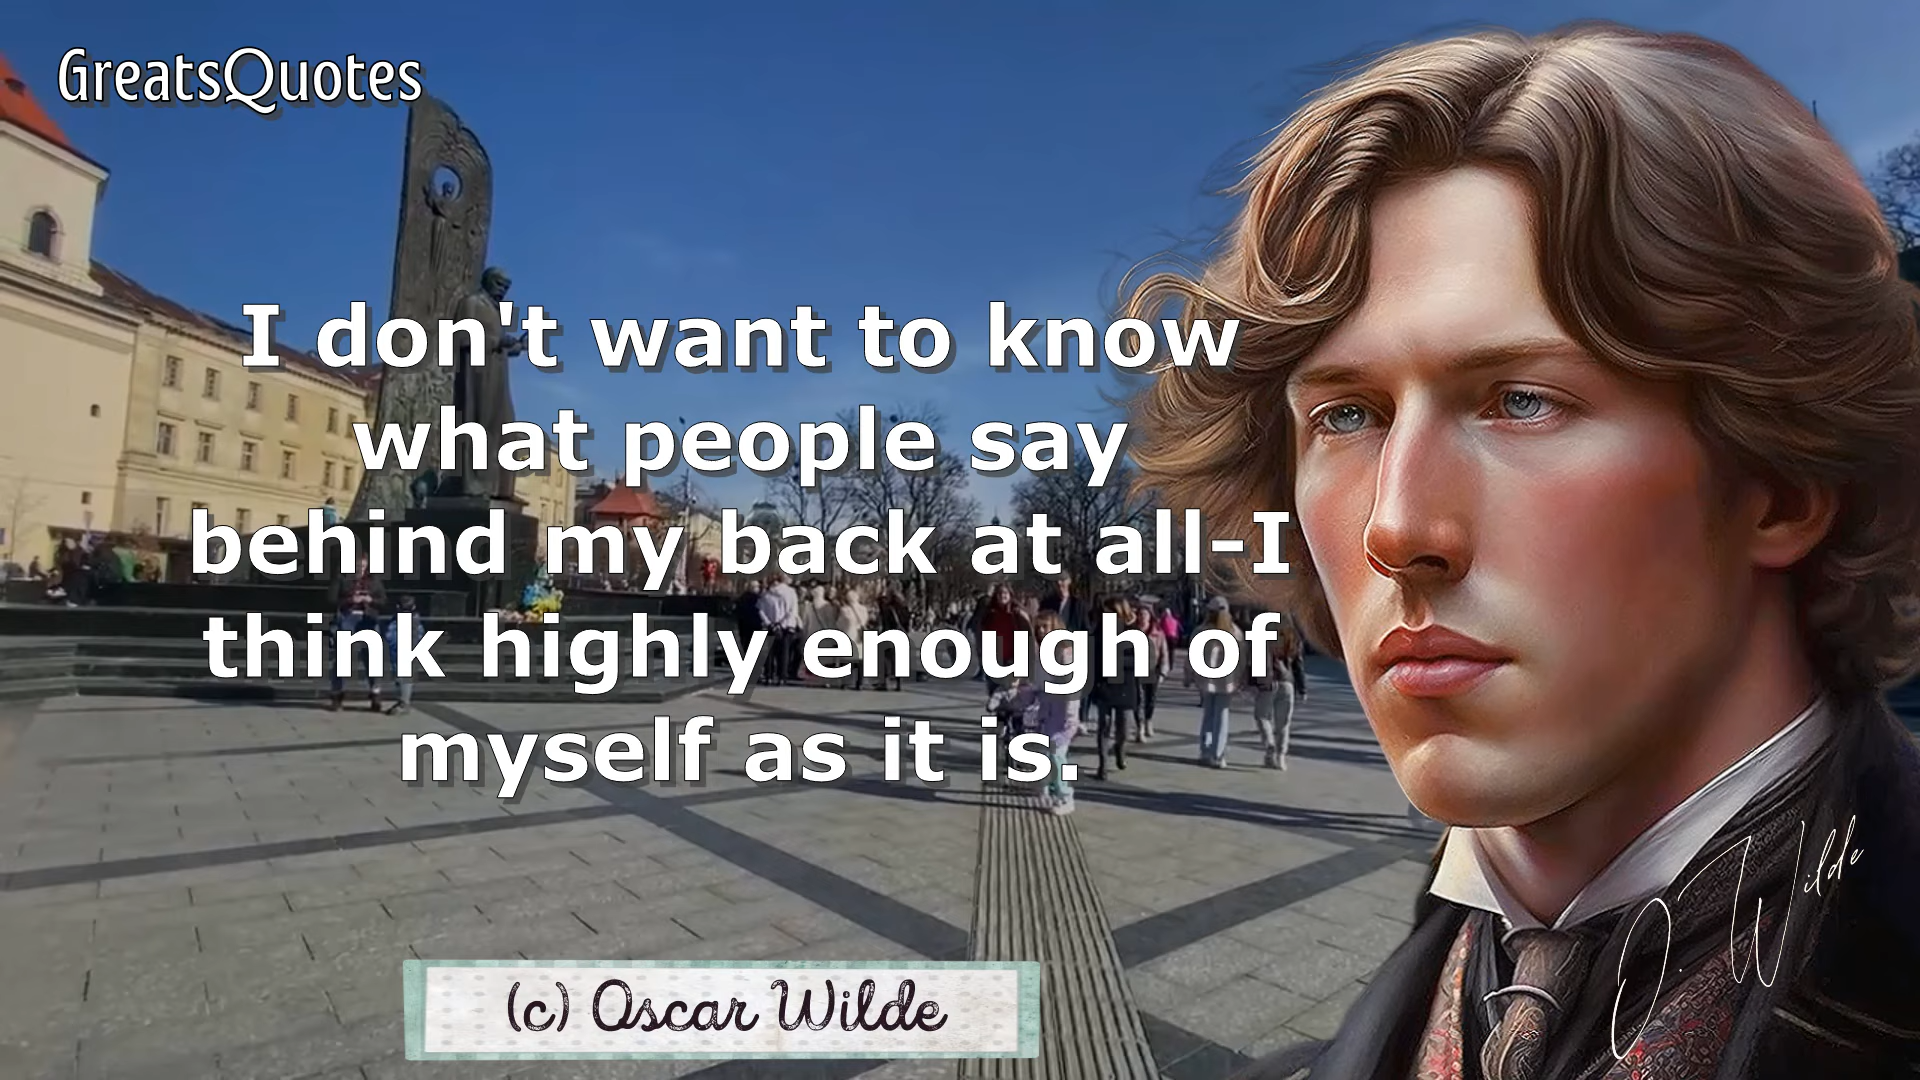 GreatsQuotes
I don't want to know
what people say
behind my back at all-I
think highly enough of
myself as it is.
O. Wilde
(c) Oscar Wilde